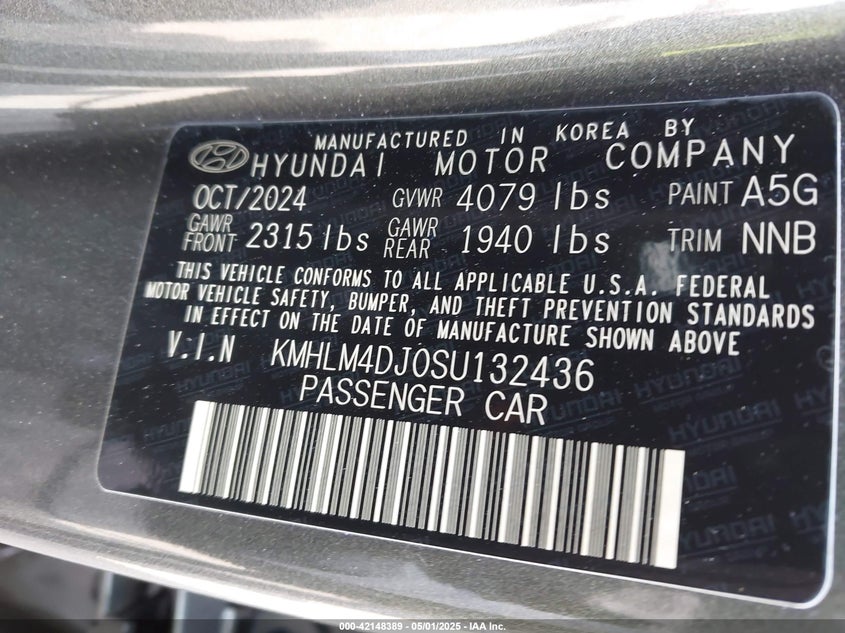 MANUFACTURED IN KOREA BY
HYUNDAI MOTOR COMPANY
OCT/2024 GVWR 4079 lbs PAINT A5G
GAWR FRONT 2315 lbs GAWR REAR 1940 lbs TRIM NNB
THIS VEHICLE CONFORMS TO ALL APPLICABLE U.S.A. FEDERAL
MOTOR VEHICLE SAFETY, BUMPER, AND THEFT PREVENTION STANDARDS
IN EFFECT ON THE DATE OF MANUFACTURE SHOWN ABOVE
V.I.N KMHLM4DJ0SU132436
PASSENGER CAR
000-42148389 - 05/01/2025 - IAA Inc.